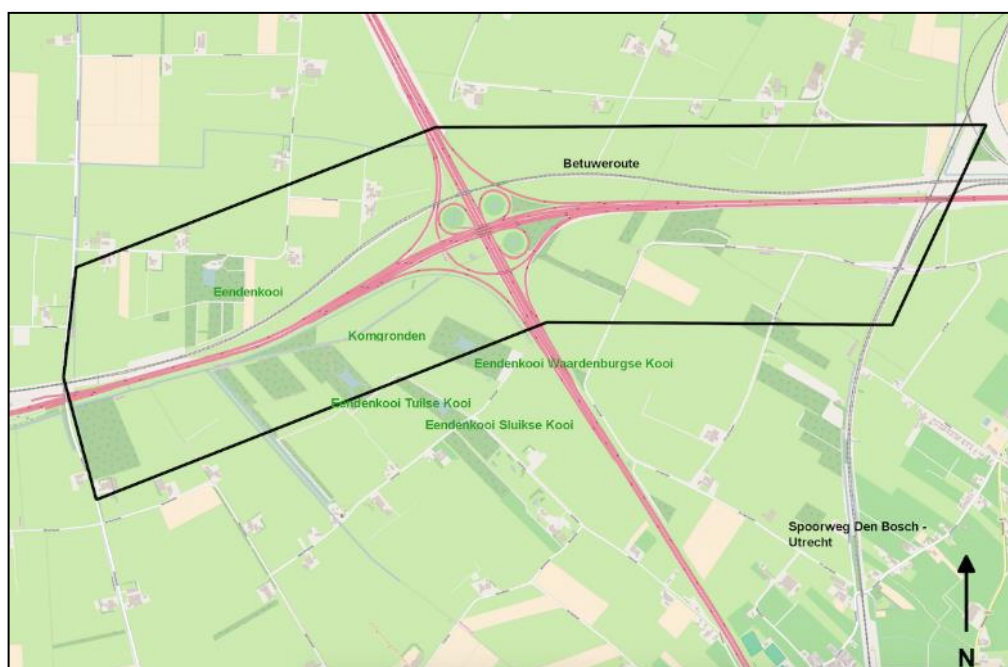 Betuweroute
Eendenkooi
Komgronden
Eendenkooi Waardenburgse Kooi
Eendenkooi Tuilse Kooi
Eendenkooi Sluikse Kooi
Spoorweg Den Bosch -
Utrecht
N